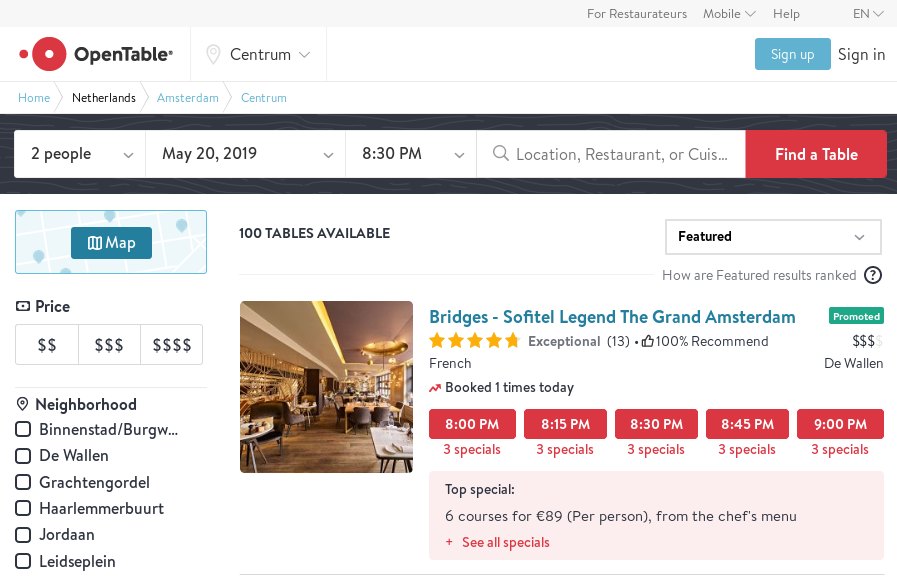 For Restaurateurs Mobile Help EN
OpenTable® Centrum Sign up Sign in
Home Netherlands Amsterdam Centrum
2 people May 20, 2019 8:30 PM Location, Restaurant, or Cuis... Find a Table
Map
100 TABLES AVAILABLE
Featured
How are Featured results ranked ?
Price
$$ $$$ $$$$
Neighborhood
Binnenstad/Burgw...
De Wallen
Grachtengordel
Haarlemmerbuurt
Jordaan
Leidseplein
Bridges - Sofitel Legend The Grand Amsterdam Promoted
Exceptional (13) • 100% Recommend $$$$
French De Wallen
Booked 1 times today
8:00 PM 8:15 PM 8:30 PM 8:45 PM 9:00 PM
3 specials 3 specials 3 specials 3 specials 3 specials
Top special:
6 courses for €89 (Per person), from the chef's menu
+ See all specials